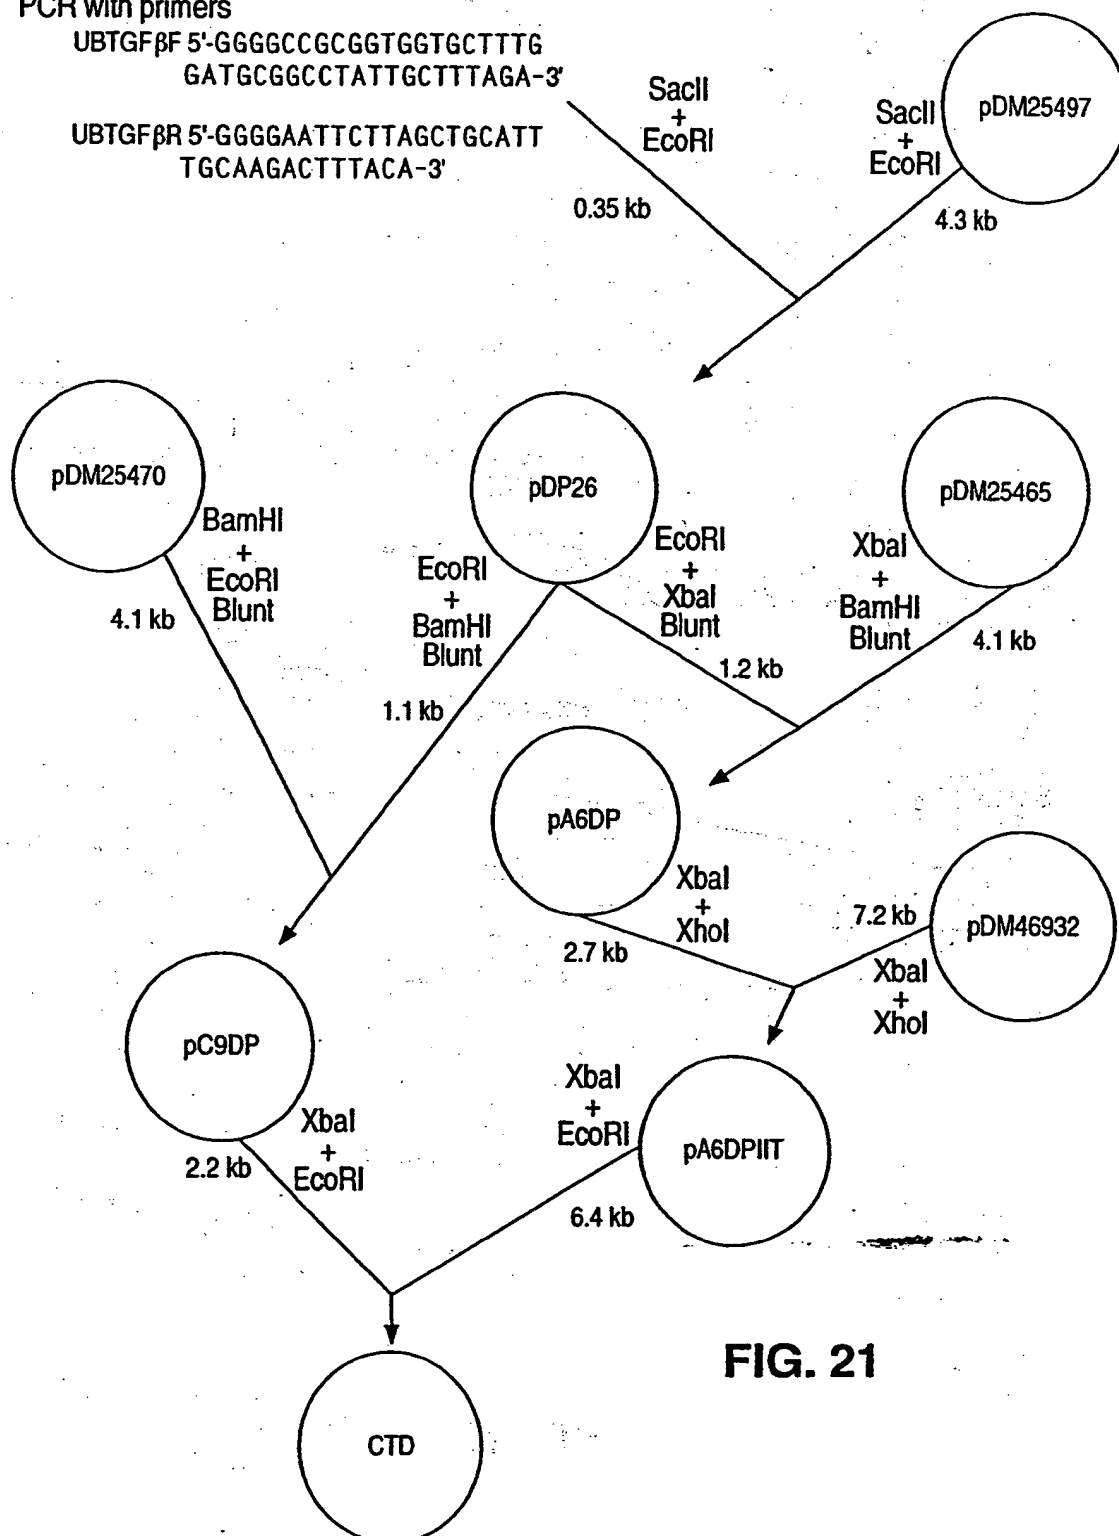 PCR with primers
UBTGFβF 5'-GGGGCCGCGGTGGTGCTTTG
GATGCGGCCTATTGCTTTAGA-3'
UBTGFβR 5'-GGGGAATTCTTAGCTGCATT
TGCAAGACTTTACA-3'
SacII
+
EcoRI
0.35 kb
SacII
+
EcoRI
pDM25497
4.3 kb
pDM25470
BamHI
+
EcoRI
Blunt
4.1 kb
pDP26
EcoRI
+
BamHI
Blunt
1.1 kb
EcoRI
+
XbaI
Blunt
1.2 kb
pDM25465
XbaI
+
BamHI
Blunt
4.1 kb
pA6DP
XbaI
+
XhoI
2.7 kb
7.2 kb
pDM46932
XbaI
+
XhoI
pC9DP
XbaI
+
EcoRI
2.2 kb
XbaI
+
EcoRI
pA6DPIIT
6.4 kb
CTD
FIG. 21